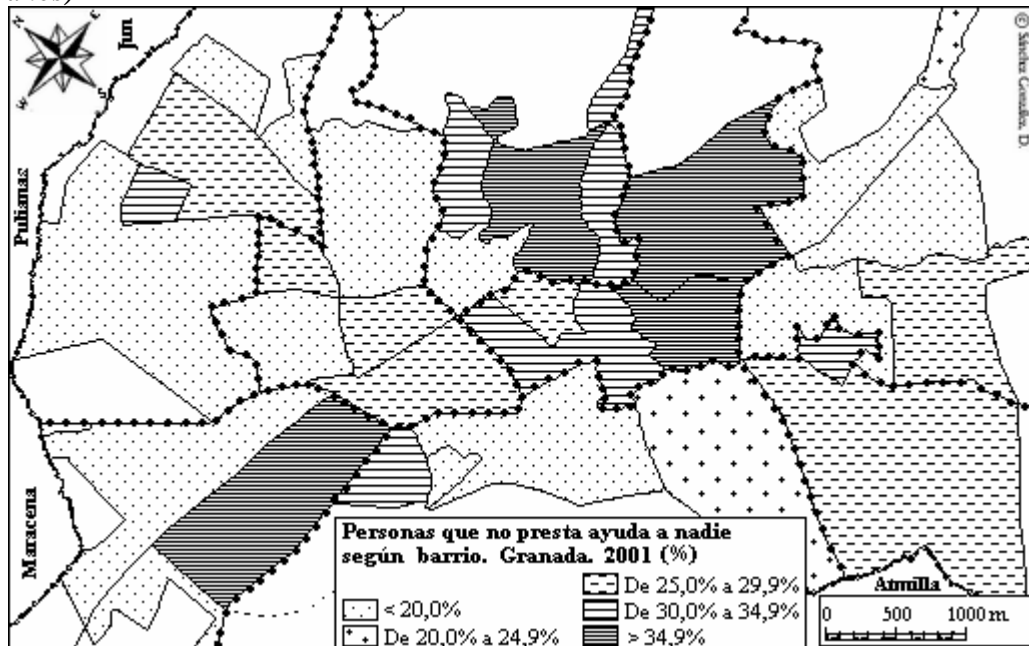 N
E
S
W
Jun
© Sánchez González, D.
Pulianas
Maracena
Personas que no presta ayuda a nadie
según barrio. Granada. 2001 (%)
< 20,0%
De 20,0% a 24,9%
De 25,0% a 29,9%
De 30,0% a 34,9%
> 34,9%
Atmilla
0 500 1000 m.